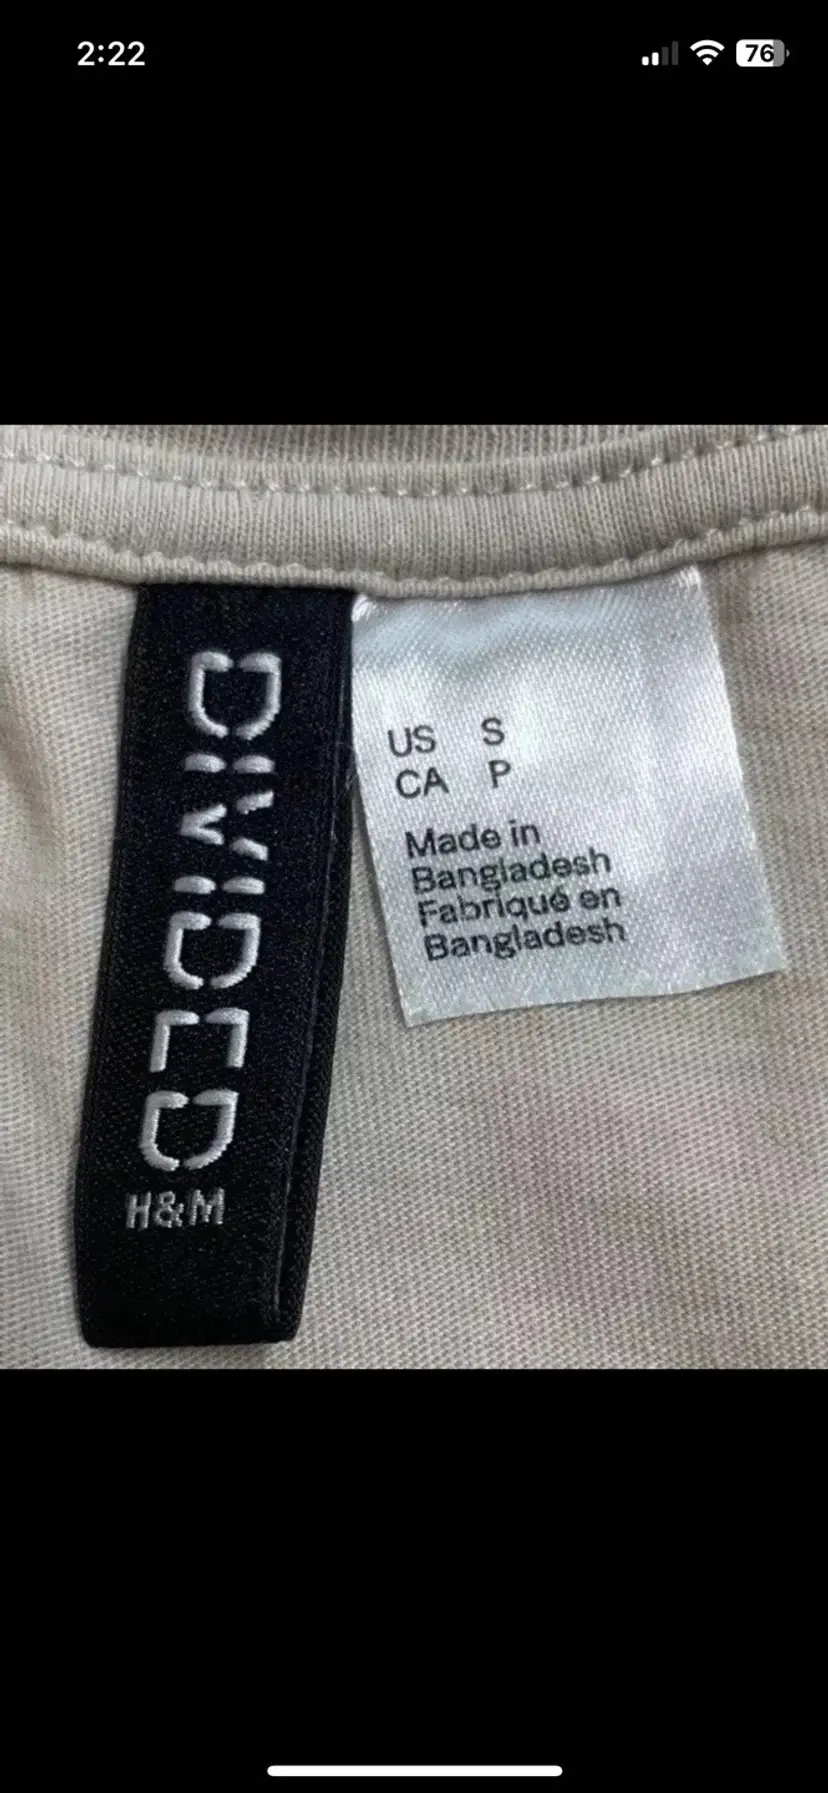 2:22
76
DIVIDED
H&M
US S
CA P
Made in
Bangladesh
Fabriqué en
Bangladesh